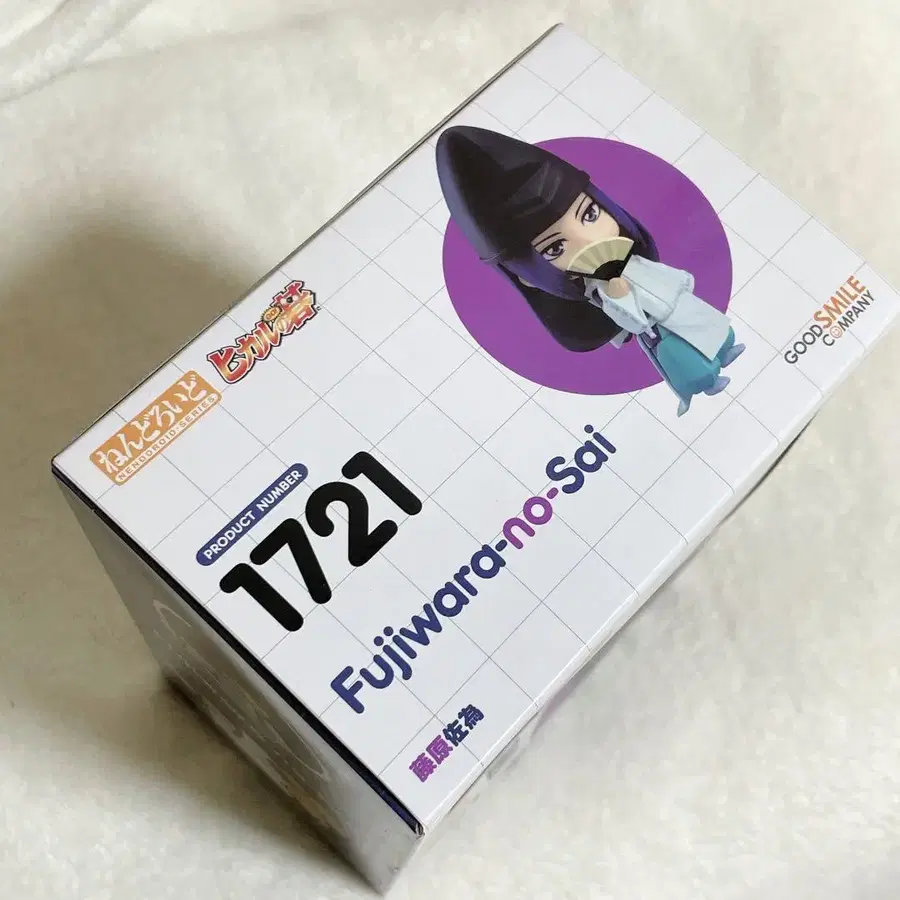 ヒカルの碁
ねんどろいど
NENDOROID SERIES
PRODUCT NUMBER
1721
Fujiwara-no-Sai
藤原佐為
GOOD SMILE
COMPANY